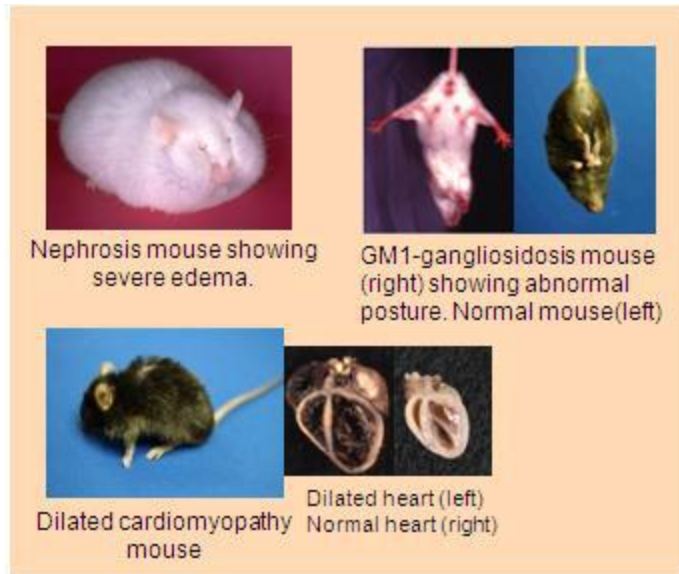 Nephrosis mouse showing
severe edema.
GM1-gangliosidosis mouse
(right) showing abnormal
posture. Normal mouse(left)
Dilated cardiomyopathy
mouse
Dilated heart (left)
Normal heart (right)